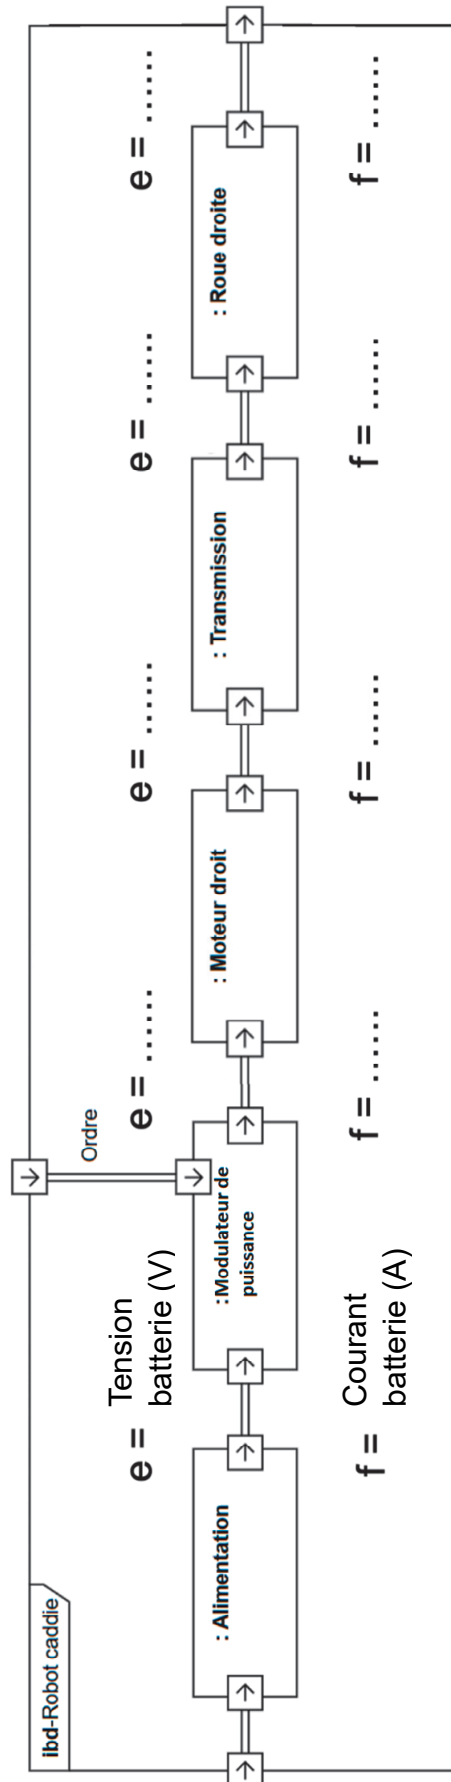 ibd-Robot caddie
Ordre
e = Tension
batterie (V)
e = ......
e = ......
e = ......
e = ......
: Alimentation
:Modulateur de
puissance
: Moteur droit
: Transmission
: Roue droite
f = Courant
batterie (A)
f = ......
f = ......
f = ......
f = ......